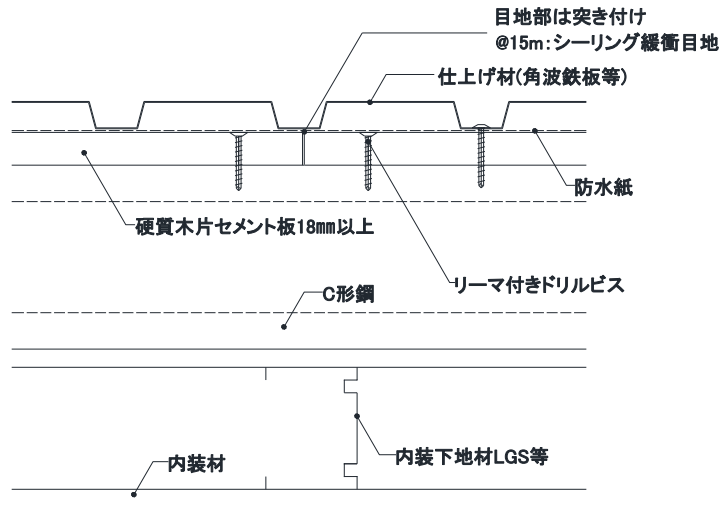 目地部は突き付け
@15m:シーリング緩衝目地
仕上げ材(角波鉄板等)
防水紙
硬質木片セメント板18㎜以上
リーマ付きドリルビス
C形鋼
内装下地材LGS等
内装材